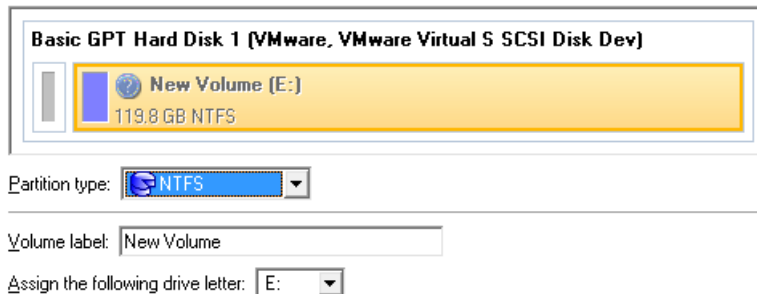 Basic GPT Hard Disk 1 (VMware, VMware Virtual S SCSI Disk Dev)
New Volume (E:)
119.8 GB NTFS
Partition type: NTFS
Volume label: New Volume
Assign the following drive letter: E: